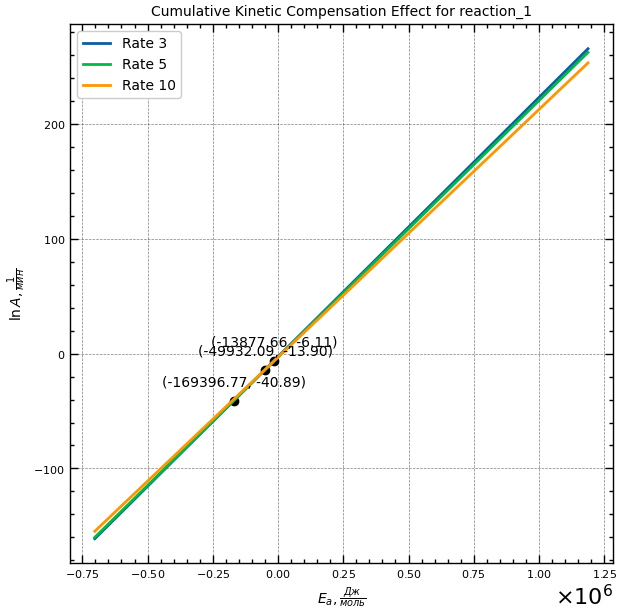 Cumulative Kinetic Compensation Effect for reaction_1
Rate 3
Rate 5
Rate 10
200
100
0
−100
ln A, 1/мин
(-13877.66, -6.11)
(-49932.09, -13.90)
(-169396.77, -40.89)
−0.75 −0.50 −0.25 0.00 0.25 0.50 0.75 1.00 1.25
×10⁶
Eₐ, Дж/моль